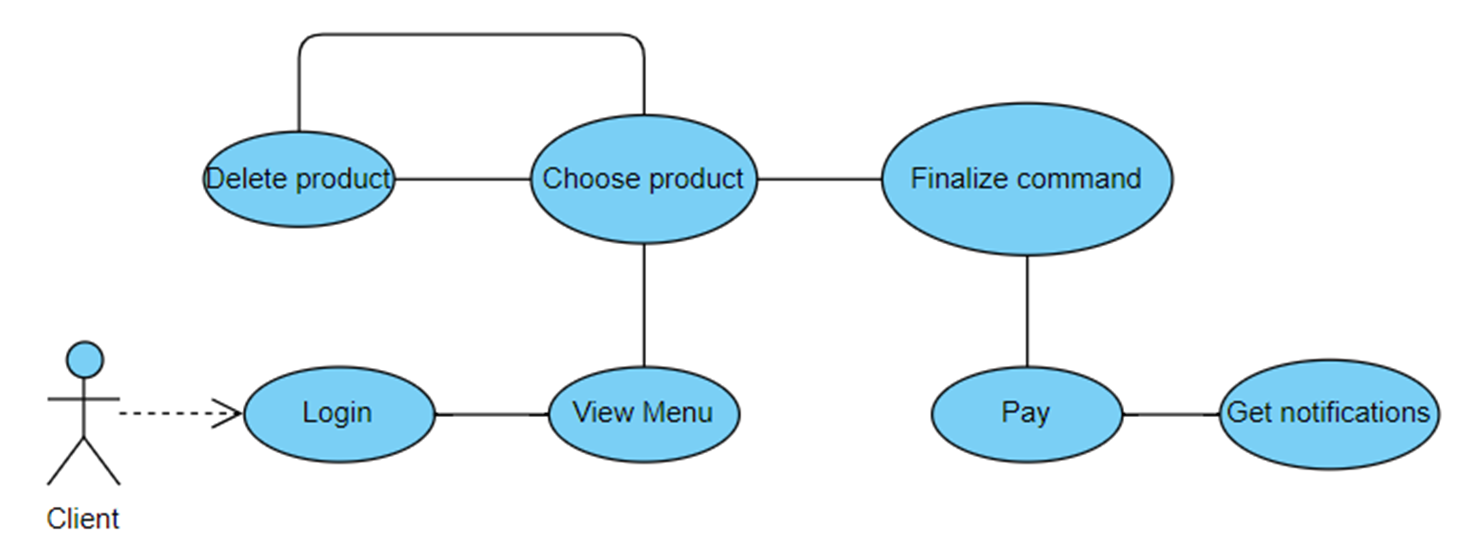 Delete product
Choose product
Finalize command
Login
View Menu
Pay
Get notifications
Client